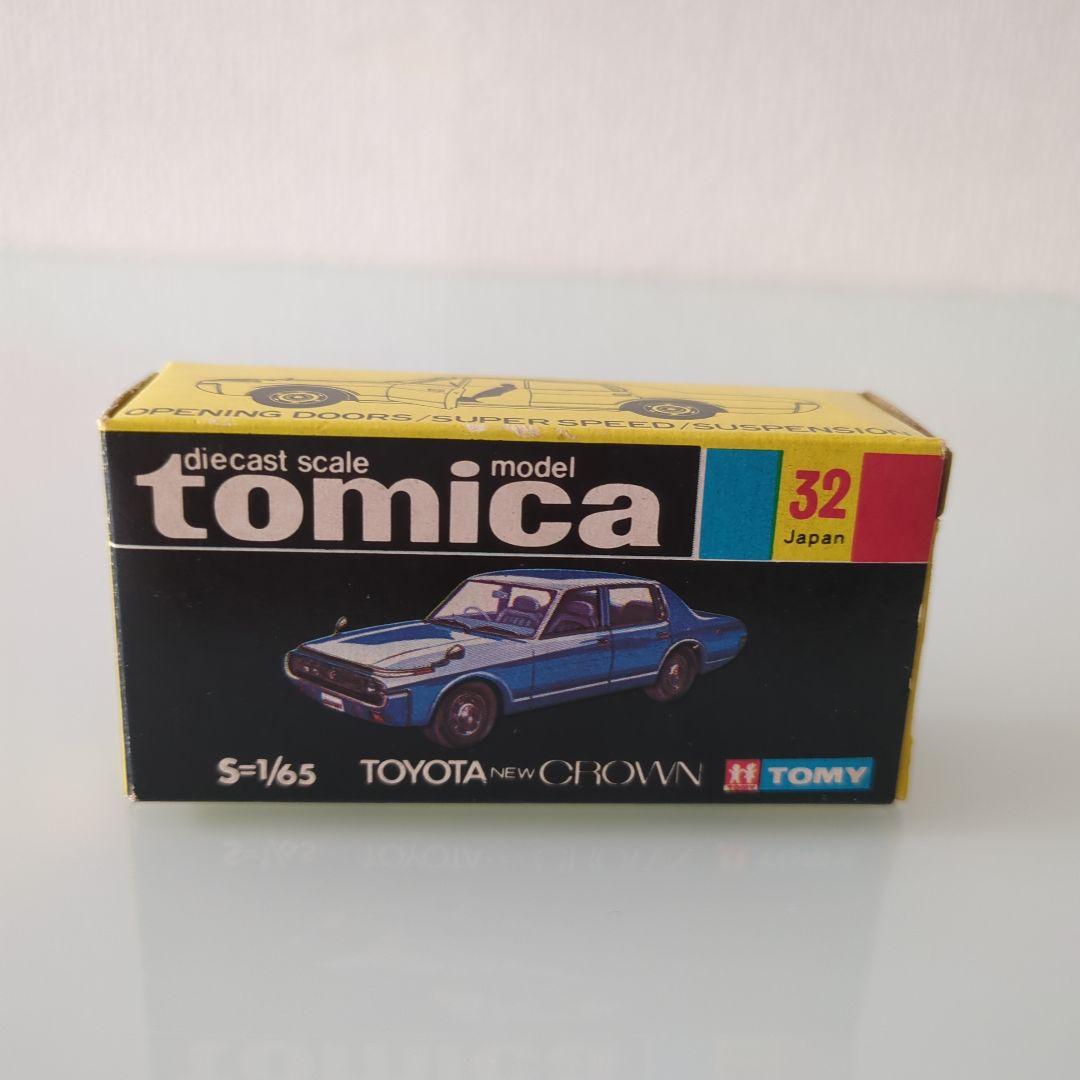 OPENING DOORS/SUPER SPEED/SUSPENSION
diecast scale model
tomica
32
Japan
S=1/65 TOYOTA NEW CROWN TOMY